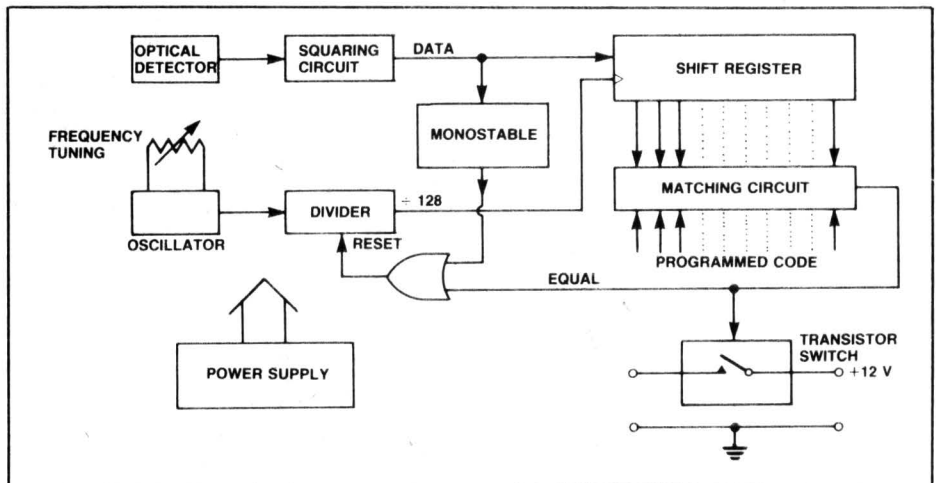 OPTICAL
DETECTOR
SQUARING
CIRCUIT
DATA
SHIFT REGISTER
MONOSTABLE
FREQUENCY
TUNING
OSCILLATOR
DIVIDER
÷ 128
RESET
MATCHING CIRCUIT
PROGRAMMED CODE
EQUAL
POWER SUPPLY
TRANSISTOR
SWITCH
+12 V